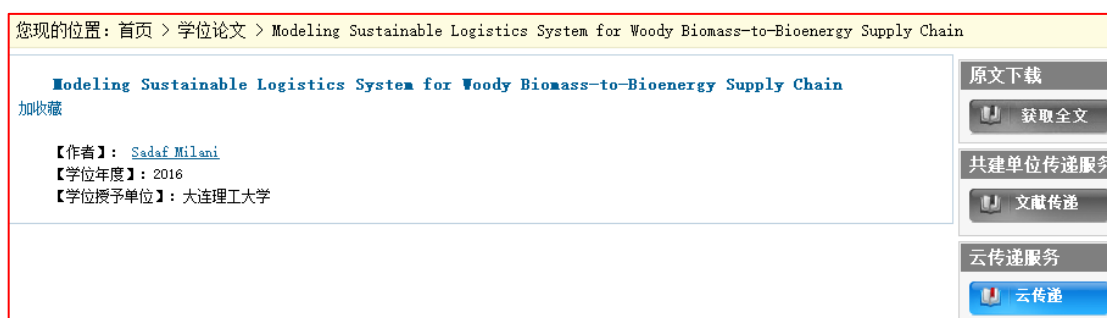 您现的位置：首页 > 学位论文 > Modeling Sustainable Logistics System for Woody Biomass-to-Bioenergy Supply Chain
Modeling Sustainable Logistics System for Woody Biomass-to-Bioenergy Supply Chain
加收藏
【作者】： Sadaf Milani
【学位年度】：2016
【学位授予单位】：大连理工大学
原文下载
获取全文
共建单位传递服务
文献传递
云传递服务
云传递